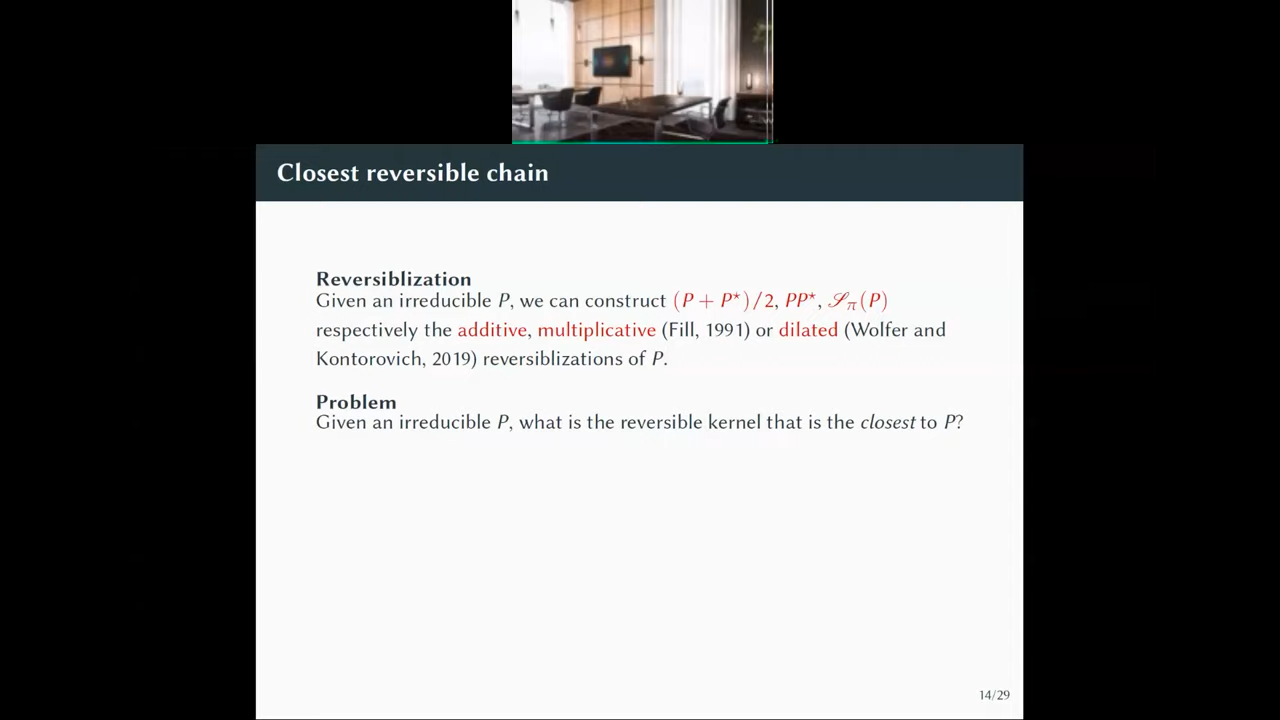 Closest reversible chain
Reversiblization
Given an irreducible P, we can construct (P + P⋆)/2, PP⋆, 𝒮π(P)
respectively the additive, multiplicative (Fill, 1991) or dilated (Wolfer and
Kontorovich, 2019) reversiblizations of P.
Problem
Given an irreducible P, what is the reversible kernel that is the closest to P?
14/29